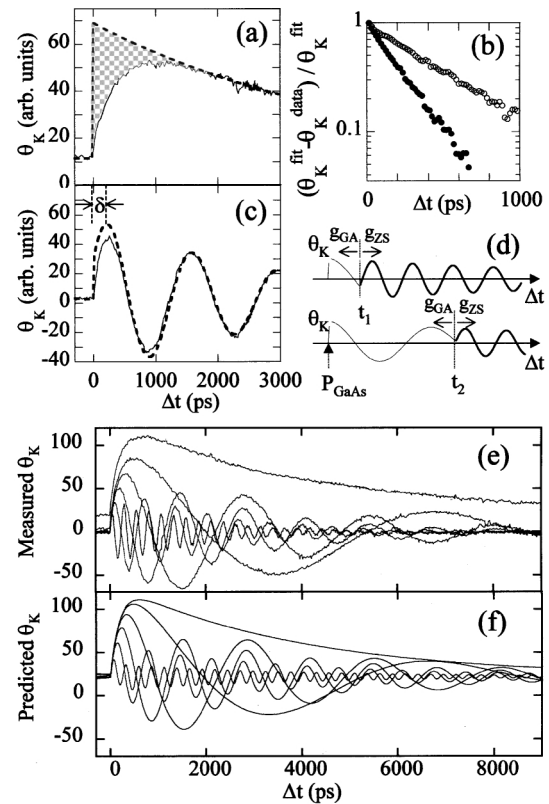 (a)
θK (arb. units)
60
40
20
0
(b)
(θK^fit-θK^data) / θK^fit
1
0.1
0
1000
Δt (ps)
(c)
δ
θK (arb. units)
60
40
20
0
-20
-40
0
1000
2000
3000
Δt (ps)
(d)
θK
gGA
gZS
t1
Δt
θK
gGA
gZS
PGaAs
t2
Δt
(e)
Measured θK
100
50
0
-50
(f)
Predicted θK
100
50
0
-50
0
2000
4000
6000
8000
Δt (ps)